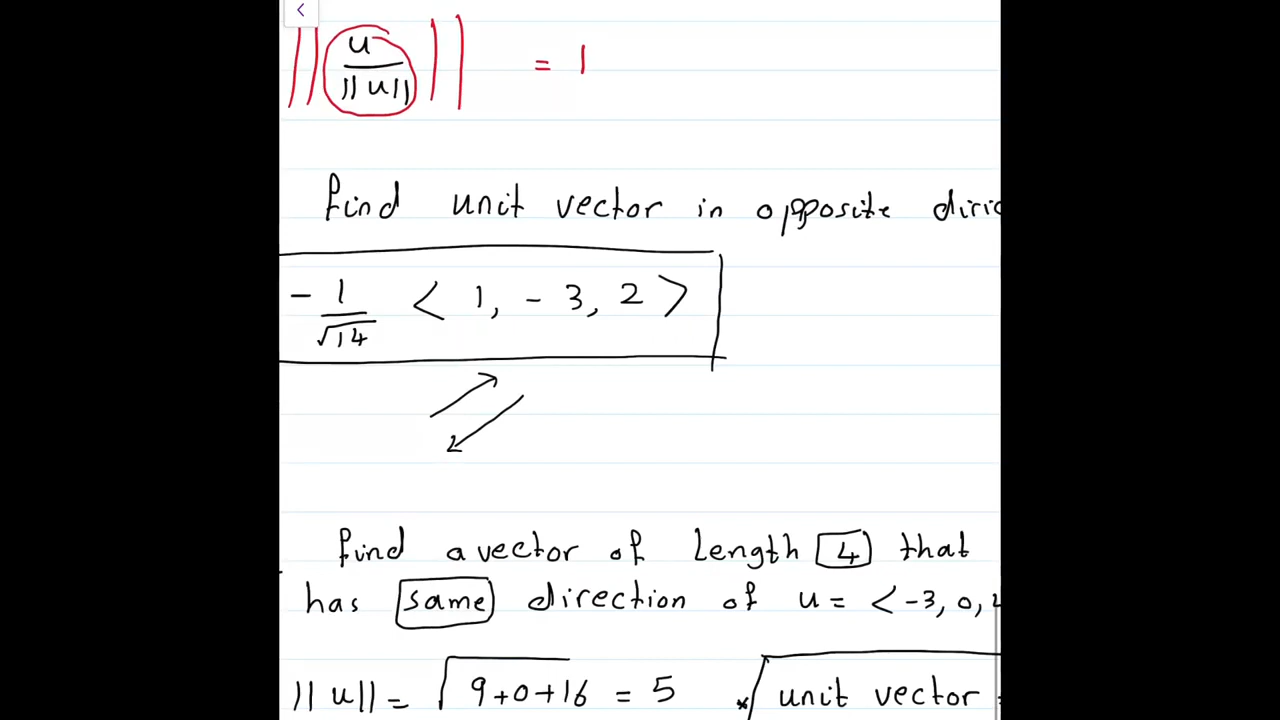 || u / ||u|| || = 1
find unit vector in opposite
- 1/√14 < 1, - 3, 2 >
find a vector of length 4 that
has same direction of u = < -3, 0,
|| u|| = √9+0+16 = 5 * unit vector